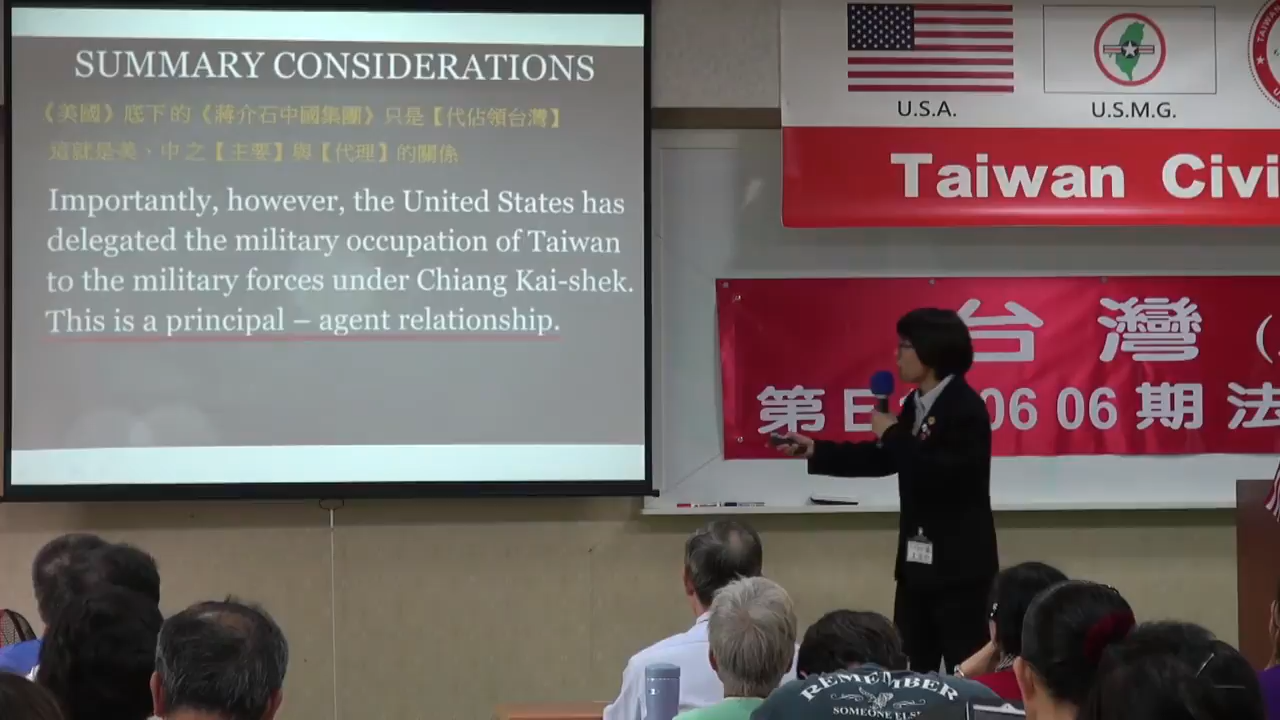 SUMMARY CONSIDERATIONS
《美國》底下的《蔣介石中國集團》只是【代佔領台灣】
這就是美、中之【主要】與【代理】的關係
Importantly, however, the United States has
delegated the military occupation of Taiwan
to the military forces under Chiang Kai-shek.
This is a principal – agent relationship.
U.S.A.
U.S.M.G.
Taiwan Civi
台灣（
第E 06 06 期 法
REMEMBER
SOMEONE ELS